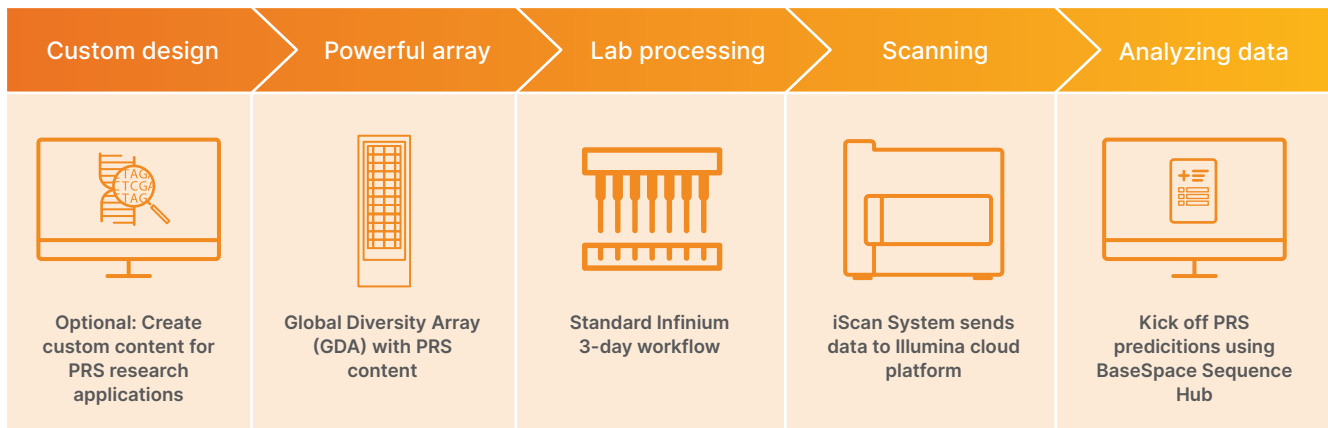 Custom design
Powerful array
Lab processing
Scanning
Analyzing data
CTAGA
CTCGA
CTAG
Optional: Create
custom content for
PRS research
applications
Global Diversity Array
(GDA) with PRS
content
Standard Infinium
3-day workflow
iScan System sends
data to Illumina cloud
platform
Kick off PRS
predicitions using
BaseSpace Sequence
Hub